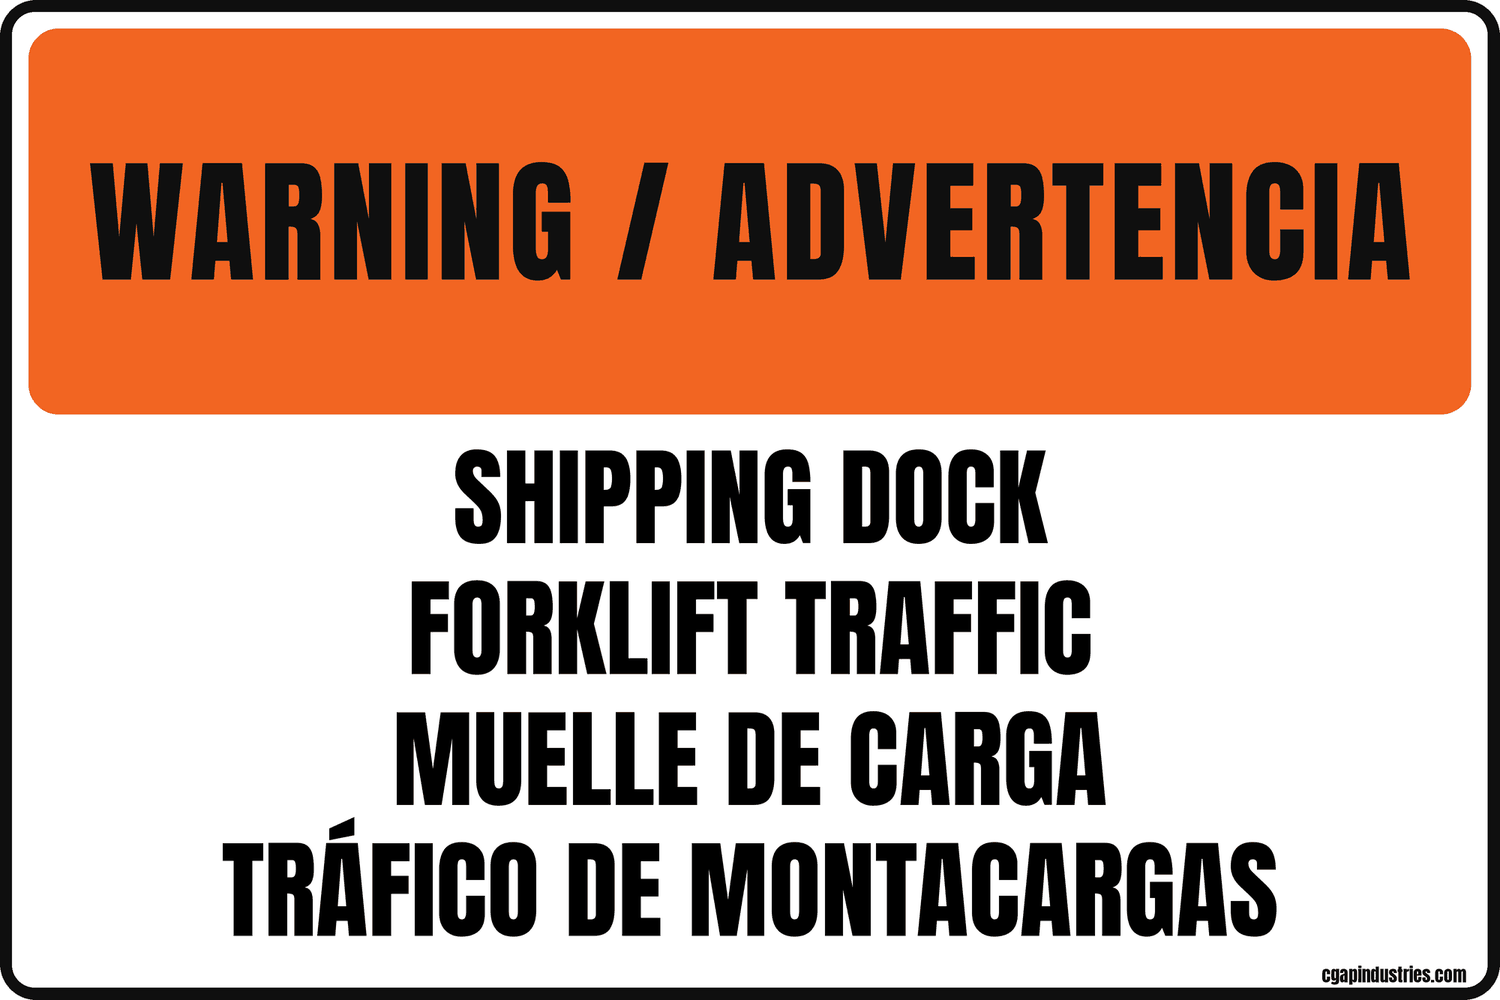 WARNING / ADVERTENCIA
SHIPPING DOCK
FORKLIFT TRAFFIC
MUELLE DE CARGA
TRÁFICO DE MONTACARGAS
cgapindustries.com